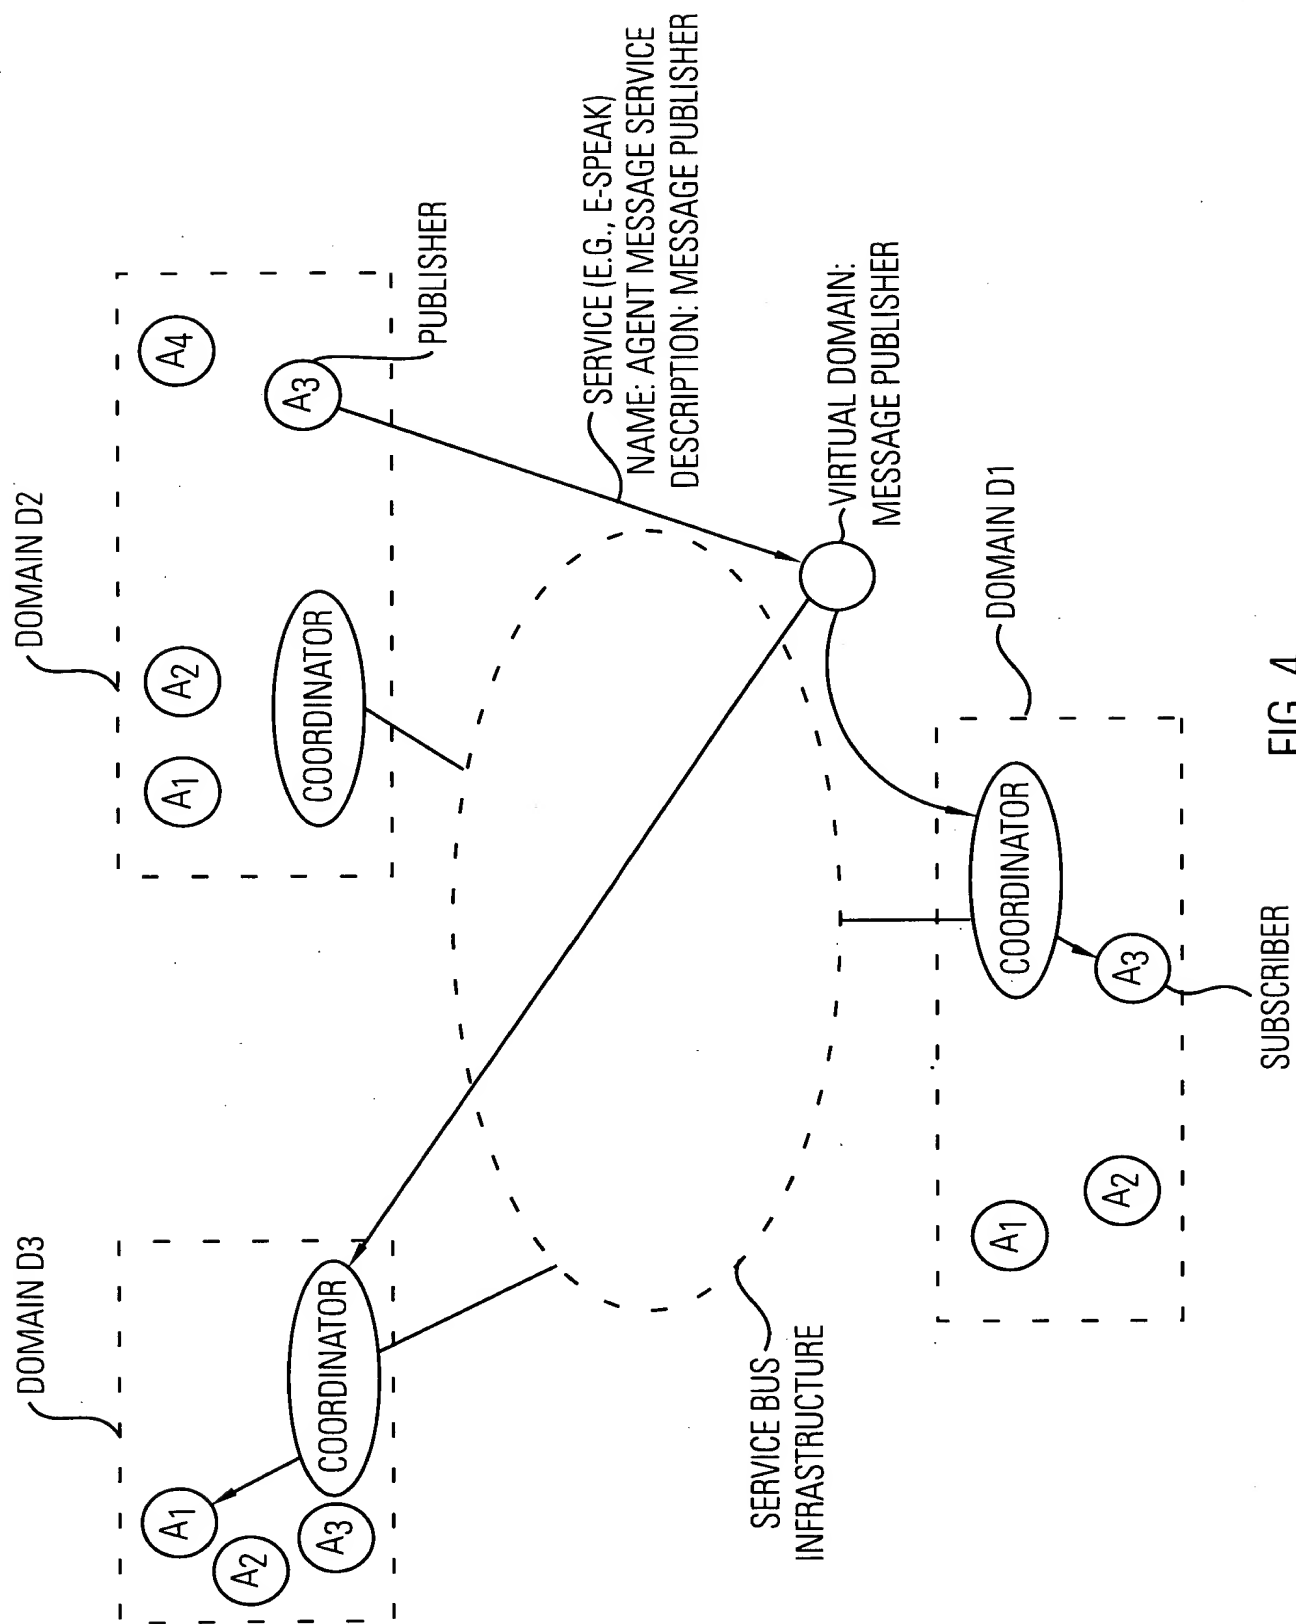 DOMAIN D3
DOMAIN D2
A1
A2
A3
COORDINATOR
A1
A2
COORDINATOR
A4
A3
PUBLISHER
SERVICE (E.G., E-SPEAK)
NAME: AGENT MESSAGE SERVICE
DESCRIPTION: MESSAGE PUBLISHER
VIRTUAL DOMAIN:
MESSAGE PUBLISHER
SERVICE BUS
INFRASTRUCTURE
DOMAIN D1
A1
A2
COORDINATOR
A3
SUBSCRIBER
FIG. 4